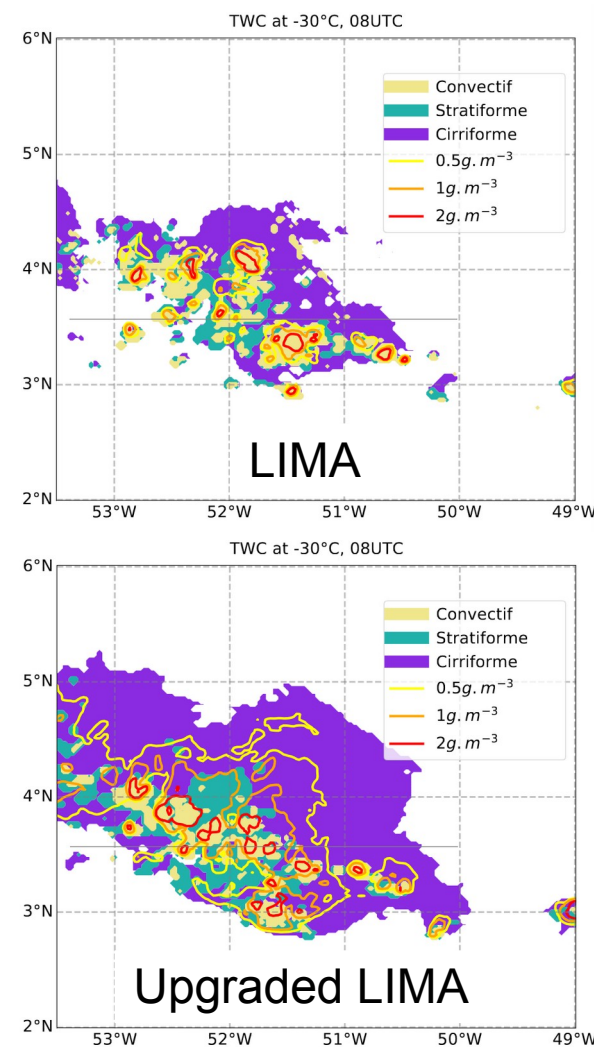 TWC at -30°C, 08UTC
6°N
Convectif
Stratiforme
Cirriforme
5°N
0.5g.m⁻³
1g.m⁻³
2g.m⁻³
4°N
3°N
LIMA
2°N
53°W 52°W 51°W 50°W 49°W
TWC at -30°C, 08UTC
6°N
Convectif
Stratiforme
Cirriforme
5°N
0.5g.m⁻³
1g.m⁻³
2g.m⁻³
4°N
3°N
Upgraded LIMA
2°N
53°W 52°W 51°W 50°W 49°W